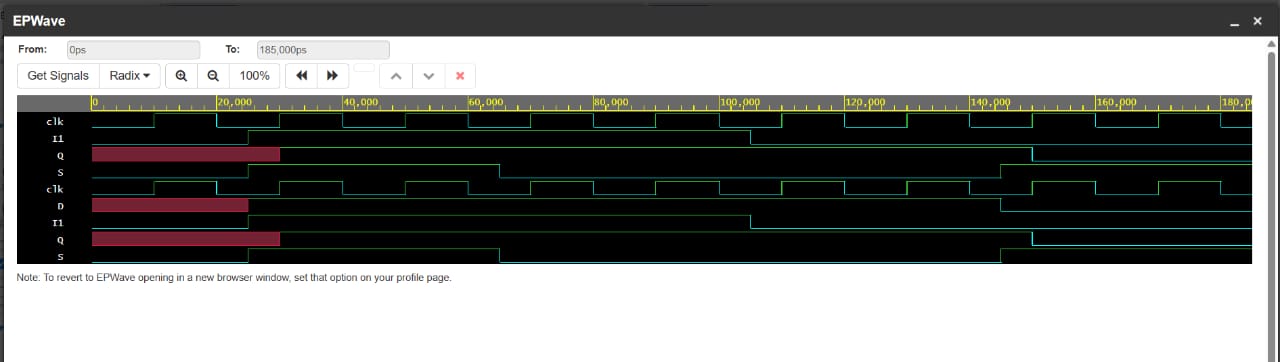 EPWave
From: 0ps To: 185,000ps
Get Signals Radix 100%
0 20,000 40,000 60,000 80,000 100,000 120,000 140,000 160,000 180,0
clk
I1
Q
S
clk
D
I1
Q
S
Note: To revert to EPWave opening in a new browser window, set that option on your profile page.